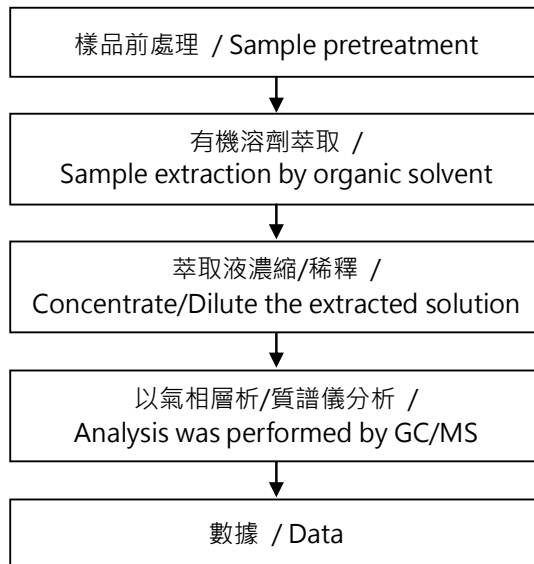 樣品前處理 / Sample pretreatment
有機溶劑萃取 /
Sample extraction by organic solvent
萃取液濃縮/稀釋 /
Concentrate/Dilute the extracted solution
以氣相層析/質譜儀分析 /
Analysis was performed by GC/MS
數據 / Data